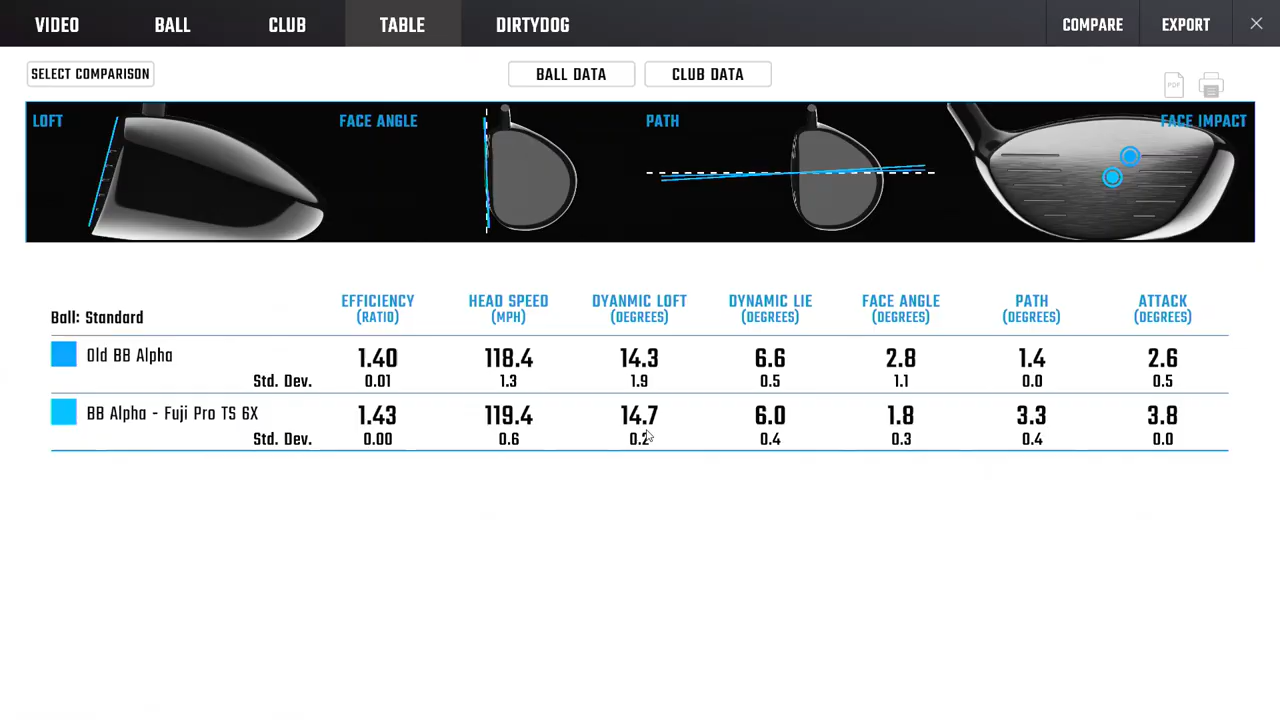 VIDEO BALL CLUB TABLE DIRTYDOG COMPARE EXPORT
SELECT COMPARISON BALL DATA CLUB DATA PDF
LOFT FACE ANGLE PATH FACE IMPACT
EFFICIENCY HEAD SPEED DYANMIC LOFT DYNAMIC LIE FACE ANGLE PATH ATTACK
Ball: Standard (RATIO) (MPH) (DEGREES) (DEGREES) (DEGREES) (DEGREES) (DEGREES)
Old BB Alpha 1.40 118.4 14.3 6.6 2.8 1.4 2.6
Std. Dev. 0.01 1.3 1.9 0.5 1.1 0.0 0.5
BB Alpha - Fuji Pro TS 6X 1.43 119.4 14.7 6.0 1.8 3.3 3.8
Std. Dev. 0.00 0.6 0.2 0.4 0.3 0.4 0.0